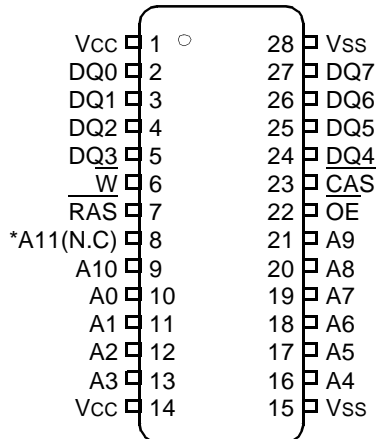 Vcc 1 28 Vss
DQ0 2 27 DQ7
DQ1 3 26 DQ6
DQ2 4 25 DQ5
DQ3 5 24 DQ4
W 6 23 CAS
RAS 7 22 OE
*A11(N.C) 8 21 A9
A10 9 20 A8
A0 10 19 A7
A1 11 18 A6
A2 12 17 A5
A3 13 16 A4
Vcc 14 15 Vss